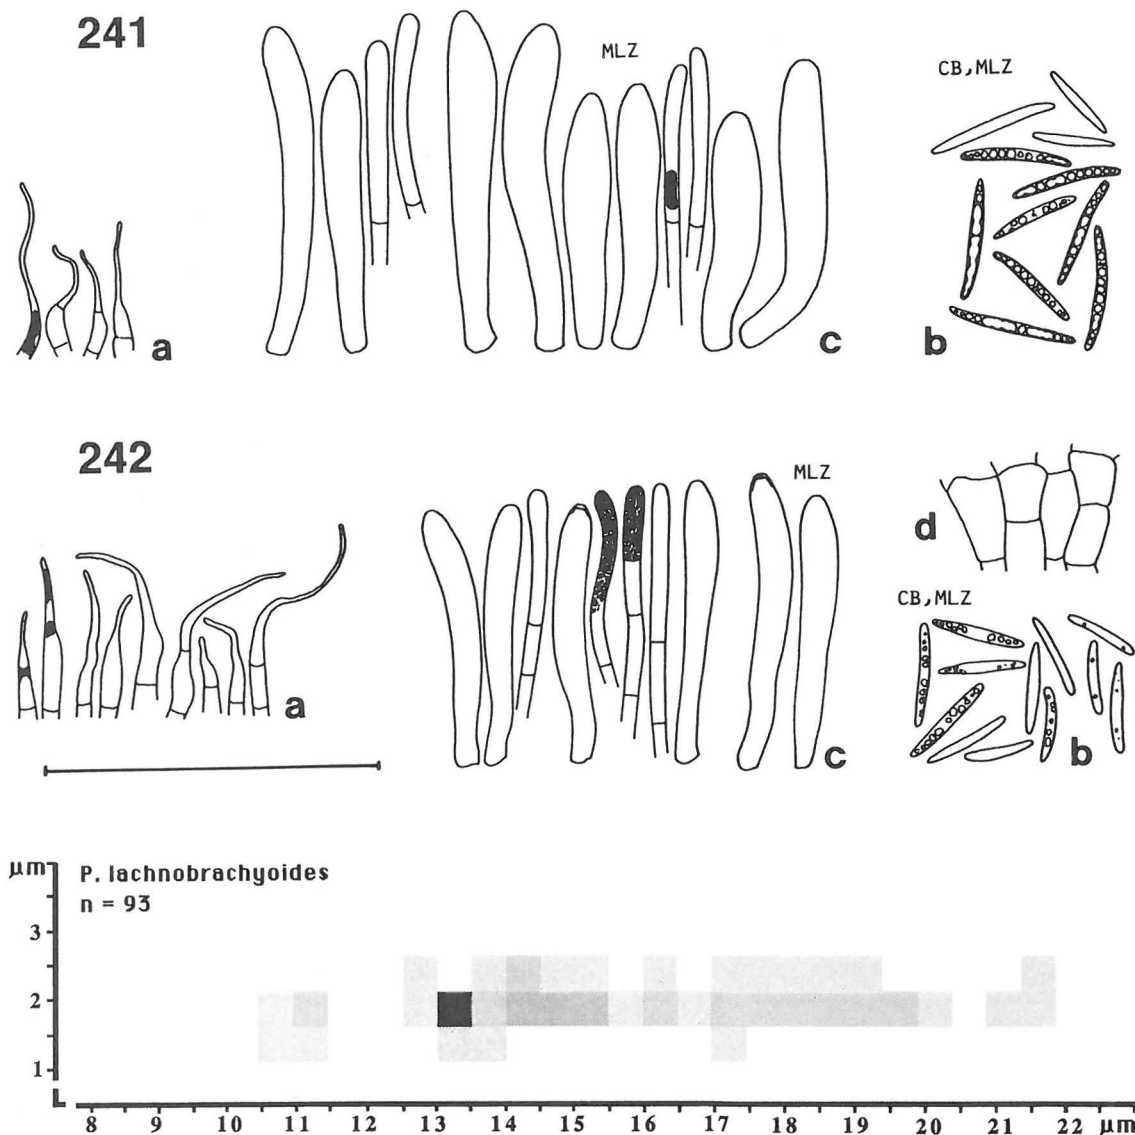 241
MLZ
CB,MLZ
a
c
b
242
MLZ
d
CB,MLZ
a
c
b
µm
P. lachnobrachyoides
n = 93
3
2
1
8 9 10 11 12 13 14 15 16 17 18 19 20 21 22 µm